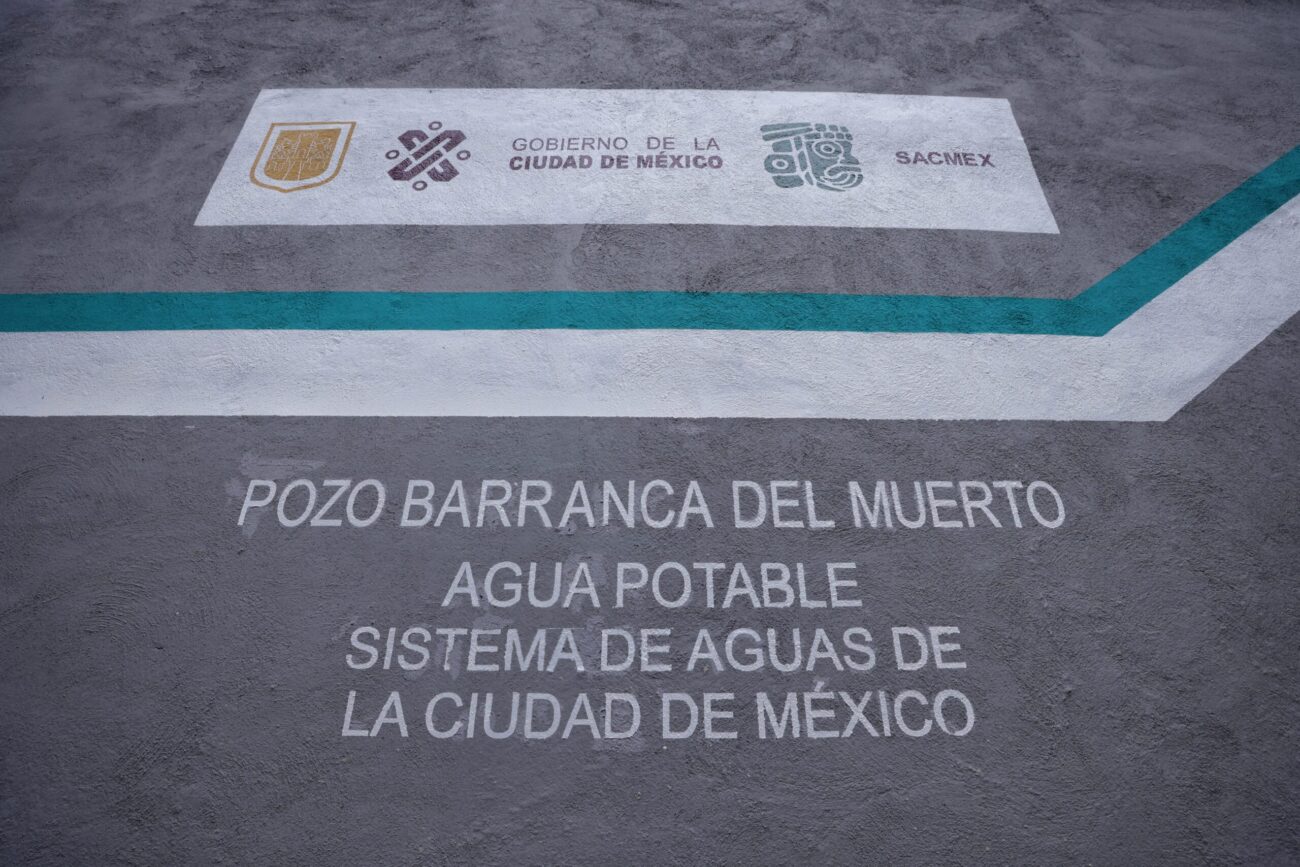 GOBIERNO DE LA
CIUDAD DE MÉXICO
SACMEX
POZO BARRANCA DEL MUERTO
AGUA POTABLE
SISTEMA DE AGUAS DE
LA CIUDAD DE MÉXICO